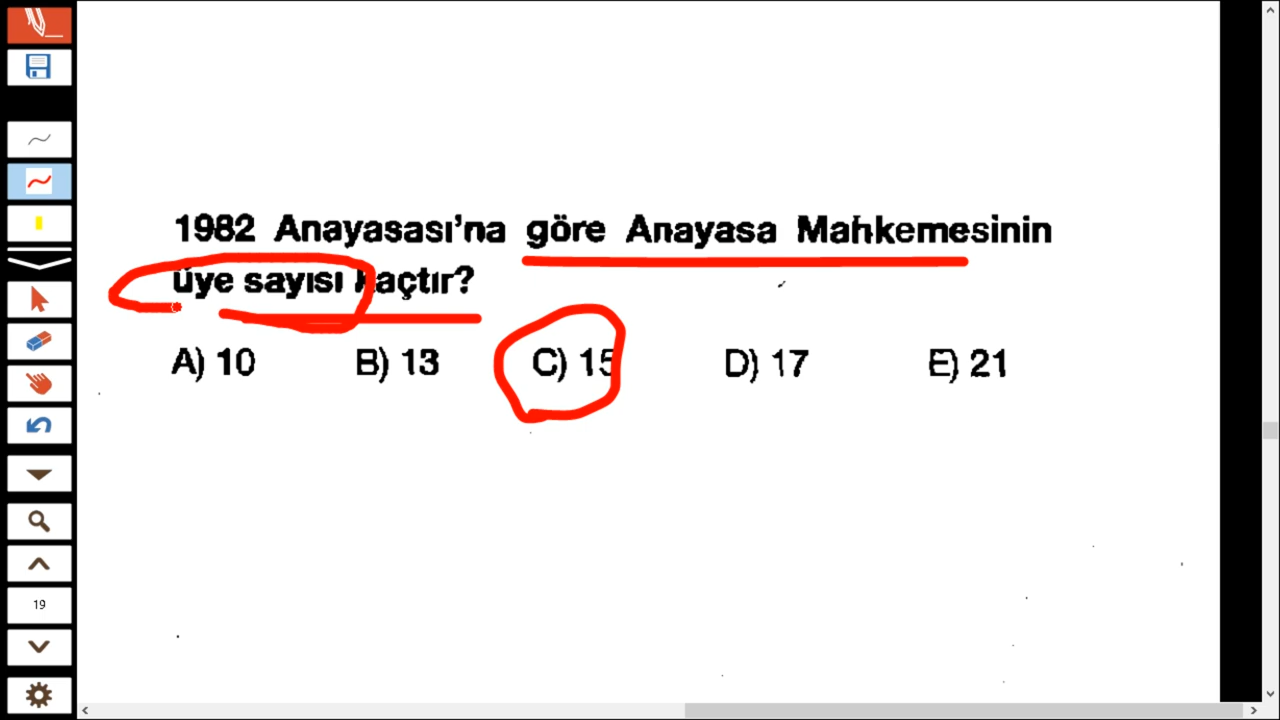 1982 Anayasası'na göre Anayasa Mahkemesinin
üye sayısı kaçtır?
A) 10 B) 13 C) 15 D) 17 E) 21
19